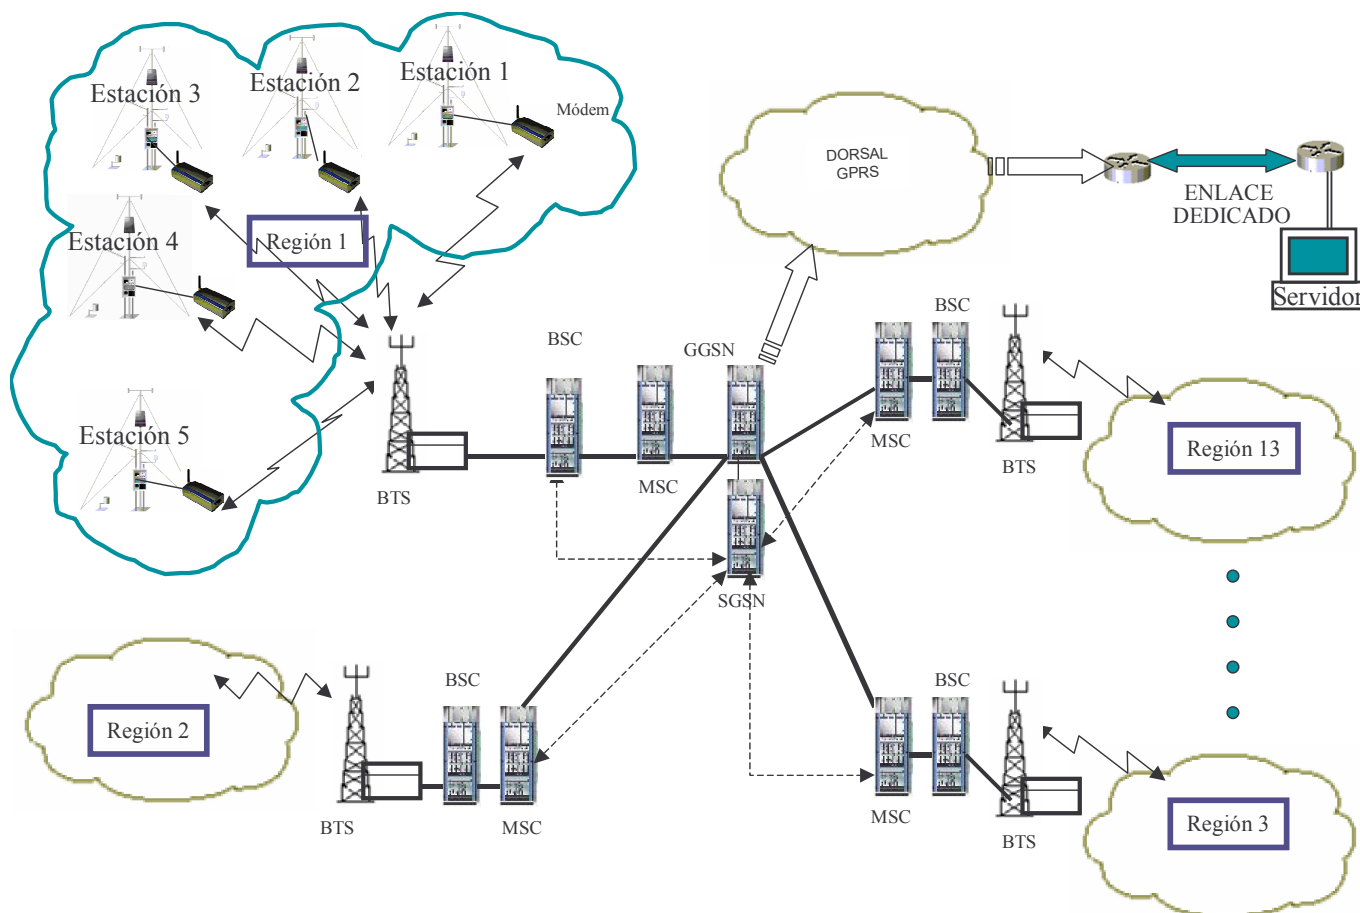 Estación 1
Estación 2
Estación 3
Módem
Región 1
Estación 4
Estación 5
DORSAL
GPRS
ENLACE
DEDICADO
Servidor
BSC
GGSN
BSC
MSC
BTS
MSC
BTS
Región 13
SGSN
Región 2
BSC
BTS
MSC
BSC
MSC
BTS
Región 3